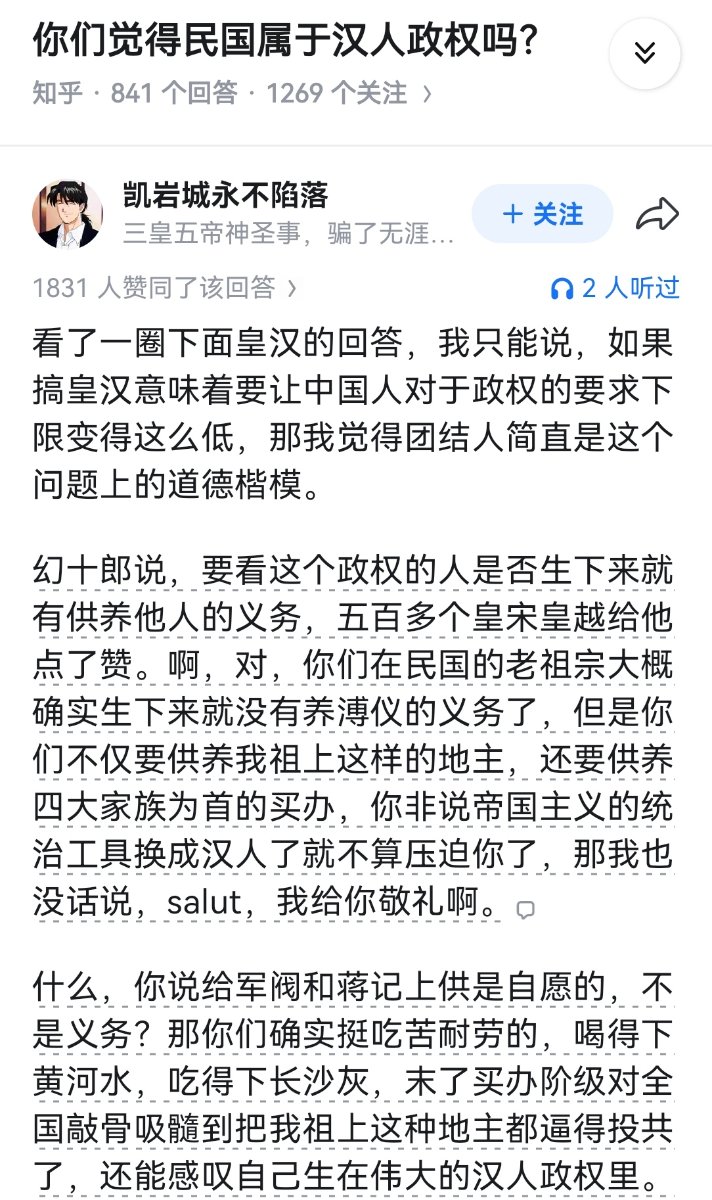 你们觉得民国属于汉人政权吗？
知乎 · 841 个回答 · 1269 个关注 >
凯岩城永不陷落
三皇五帝神圣事，骗了无涯...
+ 关注
1831 人赞同了该回答 >
2 人听过
看了一圈下面皇汉的回答，我只能说，如果
搞皇汉意味着要让中国人对于政权的要求下
限变得这么低，那我觉得团结人简直是这个
问题上的道德楷模。
幻十郎说，要看这个政权的人是否生下来就
有供养他人的义务，五百多个皇宋皇越给他
点了赞。啊，对，你们在民国的老祖宗大概
确实生下来就没有养溥仪的义务了，但是你
们不仅要供养我祖上这样的地主，还要供养
四大家族为首的买办，你非说帝国主义的统
治工具换成汉人了就不算压迫你了，那我也
没话说，salut，我给你敬礼啊。
什么，你说给军阀和蒋记上供是自愿的，不
是义务？那你们确实挺吃苦耐劳的，喝得下
黄河水，吃得下长沙灰，末了买办阶级对全
国敲骨吸髓到把我祖上这种地主都逼得投共
了，还能感叹自己生在伟大的汉人政权里。